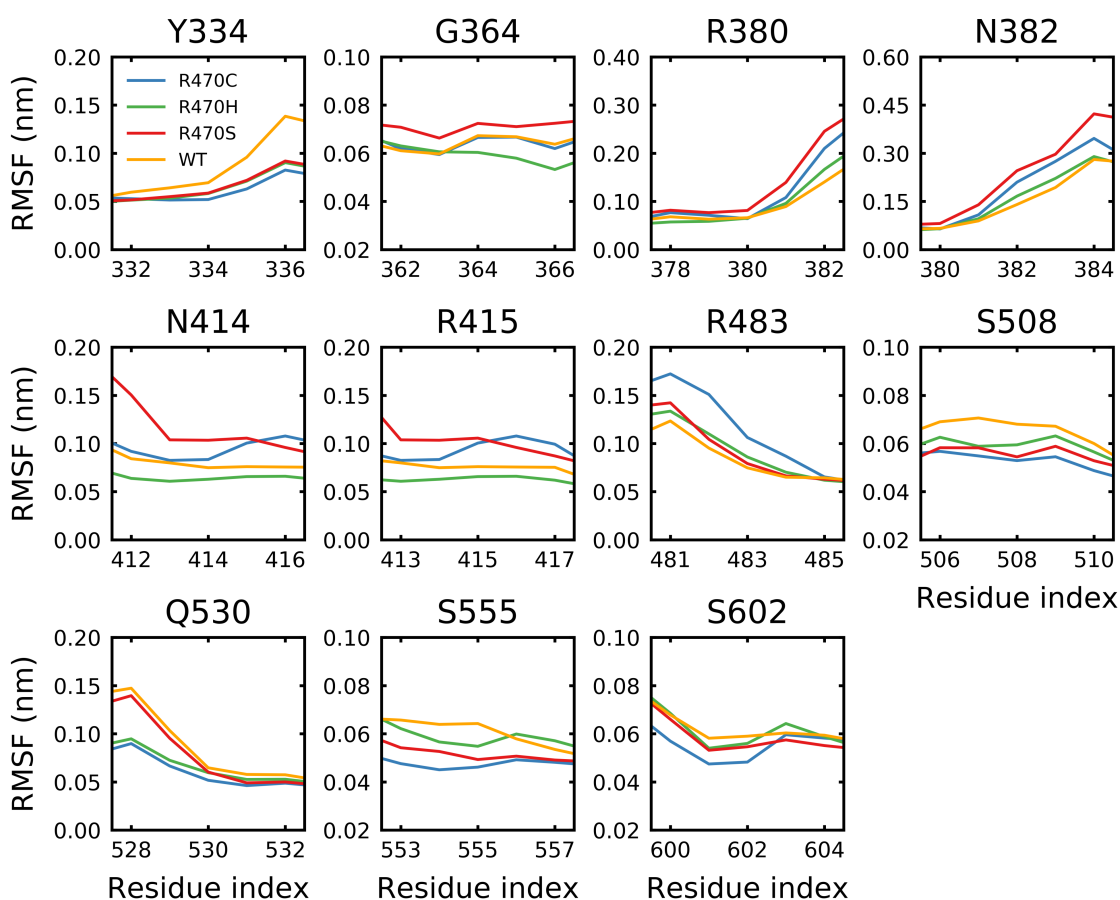 Y334 G364 R380 N382
RMSF (nm)
0.20 0.15 0.10 0.05 0.00
R470C
R470H
R470S
WT
332 334 336
0.10 0.08 0.06 0.04 0.02
362 364 366
0.40 0.30 0.20 0.10 0.00
378 380 382
0.60 0.45 0.30 0.15 0.00
380 382 384
N414 R415 R483 S508
RMSF (nm)
0.20 0.15 0.10 0.05 0.00
412 414 416
0.20 0.15 0.10 0.05 0.00
413 415 417
0.20 0.15 0.10 0.05 0.00
481 483 485
0.10 0.08 0.06 0.04 0.02
506 508 510
Residue index
Q530 S555 S602
RMSF (nm)
0.20 0.15 0.10 0.05 0.00
528 530 532
Residue index
0.10 0.08 0.06 0.04 0.02
553 555 557
Residue index
0.10 0.08 0.06 0.04 0.02
600 602 604
Residue index